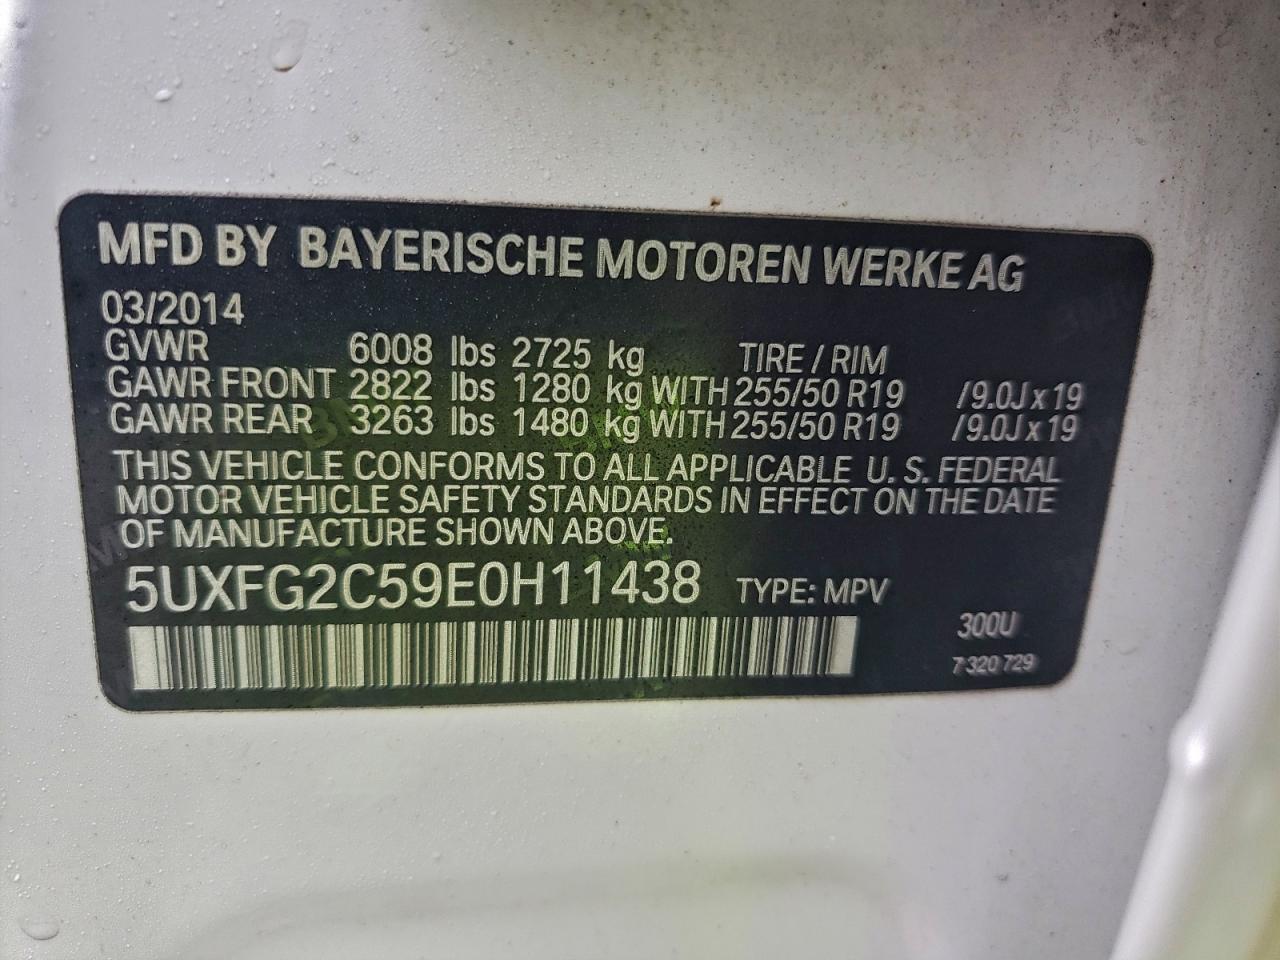 MFD BY BAYERISCHE MOTOREN WERKE AG
03/2014
GVWR 6008 lbs 2725 kg TIRE / RIM
GAWR FRONT 2822 lbs 1280 kg WITH 255/50 R19 /9.0J x 19
GAWR REAR 3263 lbs 1480 kg WITH 255/50 R19 /9.0J x 19
THIS VEHICLE CONFORMS TO ALL APPLICABLE U. S. FEDERAL
MOTOR VEHICLE SAFETY STANDARDS IN EFFECT ON THE DATE
OF MANUFACTURE SHOWN ABOVE.
5UXFG2C59E0H11438 TYPE: MPV
300U
7 320 729